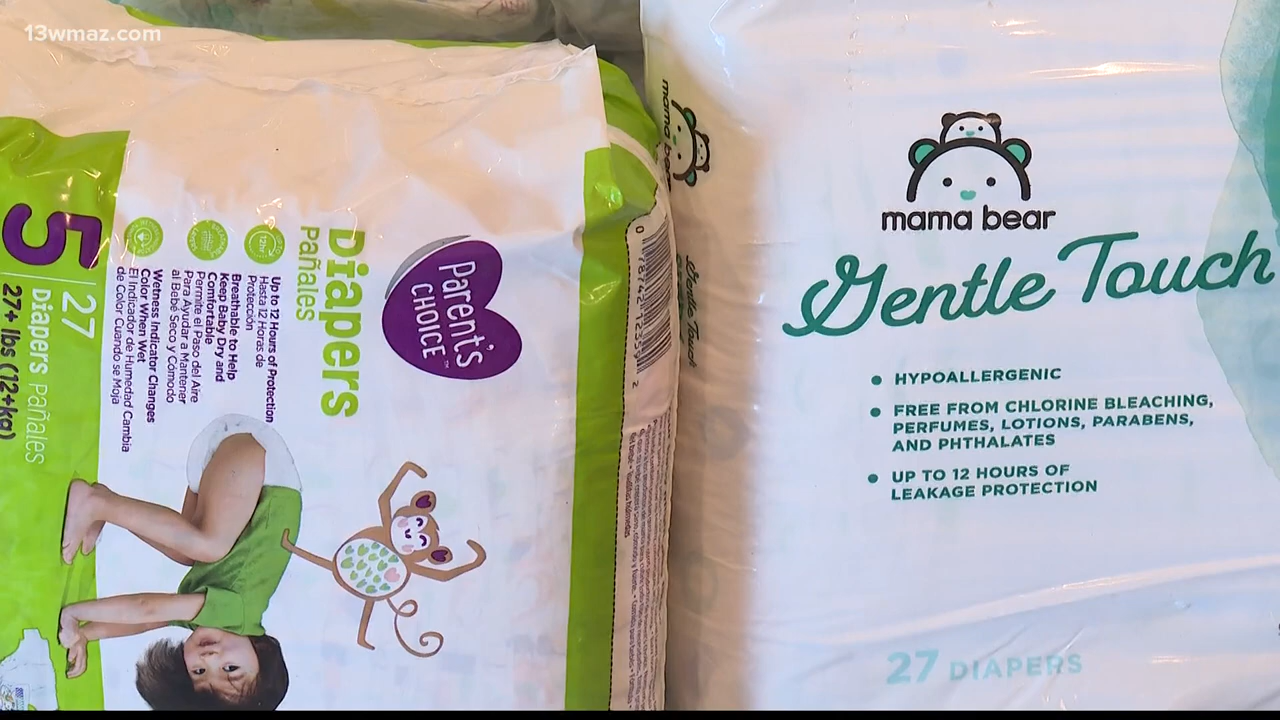 13wmaz.com
5
27
Diapers Pañales
27+ lbs (12+kg)
Parent's
CHOICE™
Diapers
Pañales
Up to 12 Hours of Protection
Hasta 12 Horas de
Protección
Breathable to Help
Keep Baby Dry and
Comfortable
Permite el Paso del Aire
Para Ayudar a Mantener
al Bebé Seco y Cómodo
Wetness Indicator Changes
Color When Wet
El Indicador de Humedad Cambia
de Color Cuando se Moja
12hr
mama bear
Gentle Touch
mama bear
Gentle Touch
HYPOALLERGENIC
FREE FROM CHLORINE BLEACHING,
PERFUMES, LOTIONS, PARABENS,
AND PHTHALATES
UP TO 12 HOURS OF
LEAKAGE PROTECTION
27 DIAPERS